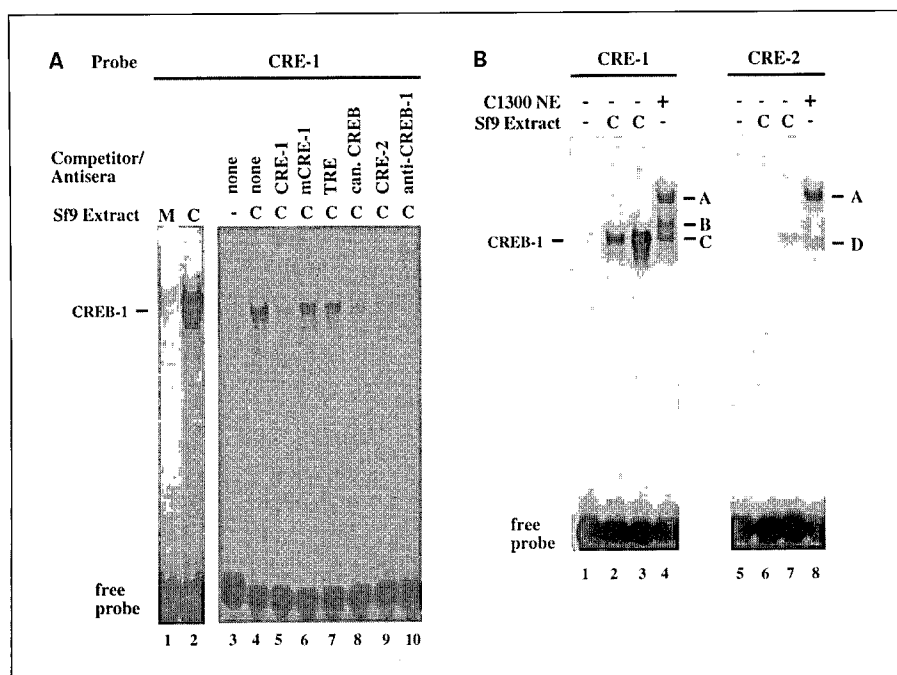 A Probe CRE-1
Competitor/
Antisera
none
none
CRE-1
mCRE-1
TRE
can. CREB
CRE-2
anti-CREB-1
Sf9 Extract M C - C C C C C C C
CREB-1
free
probe
1 2 3 4 5 6 7 8 9 10
B CRE-1 CRE-2
C1300 NE - - - + - - - +
Sf9 Extract - C C - - C C -
A
B
C
CREB-1
A
D
free
probe
1 2 3 4 5 6 7 8